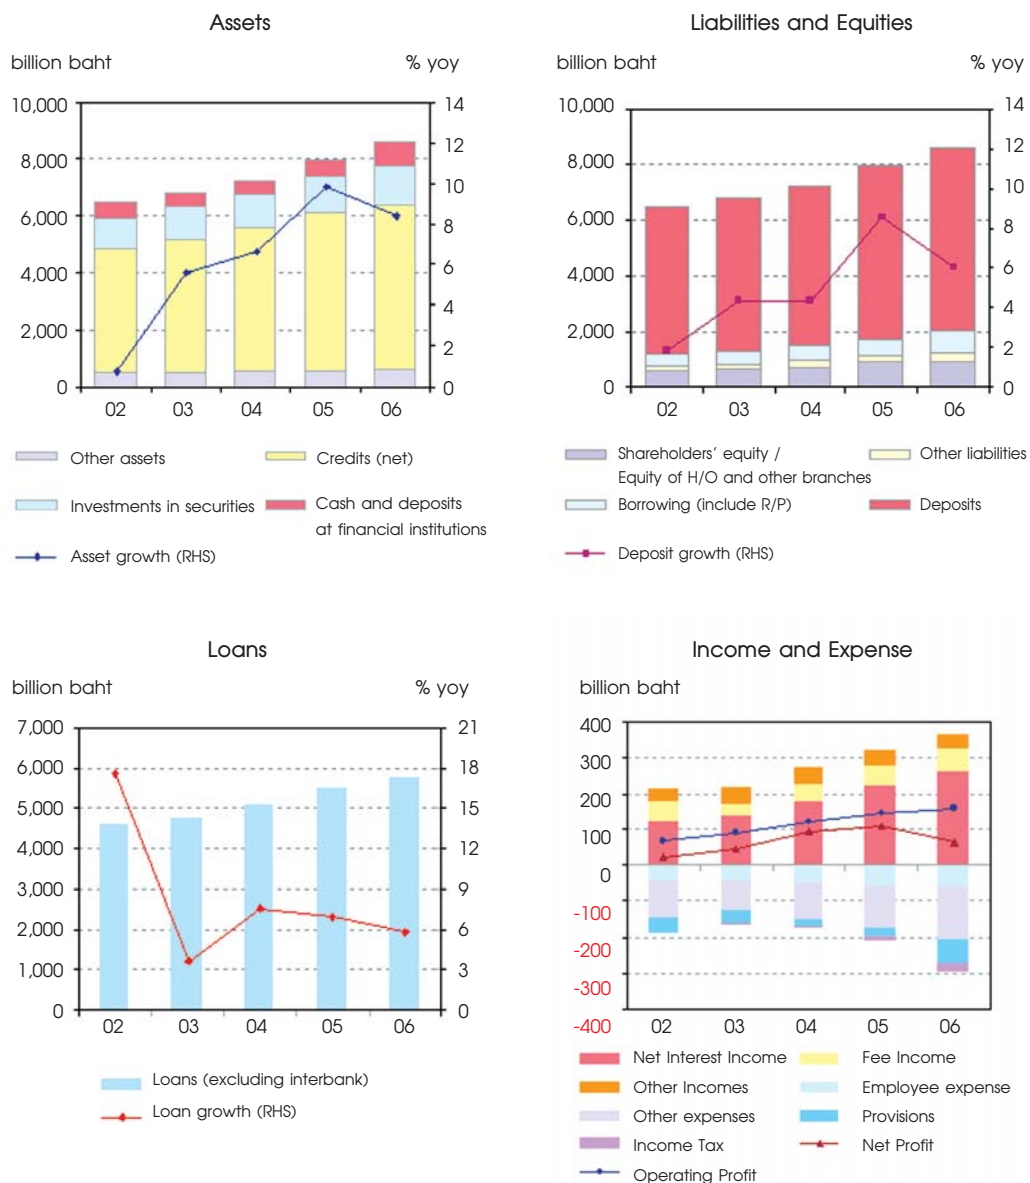 Assets
billion baht % yoy
10,000 14
12
8,000
10
6,000 8
6
4,000
4
2,000
2
0 0
02 03 04 05 06
Other assets Credits (net)
Investments in securities Cash and deposits
at financial institutions
Asset growth (RHS)
Liabilities and Equities
billion baht % yoy
10,000 14
12
8,000
10
6,000
8
6
4,000
4
2,000
2
0 0
02 03 04 05 06
Shareholders' equity / Other liabilities
Equity of H/O and other branches
Borrowing (include R/P) Deposits
Deposit growth (RHS)
Loans
billion baht % yoy
7,000 21
6,000 18
5,000 15
4,000 12
3,000 9
2,000 6
1,000 3
0 0
02 03 04 05 06
Loans (excluding interbank)
Loan growth (RHS)
Income and Expense
billion baht
400
300
200
100
0
-100
-200
-300
-400
02 03 04 05 06
Net Interest Income Fee Income
Other Incomes Employee expense
Other expenses Provisions
Income Tax Net Profit
Operating Profit